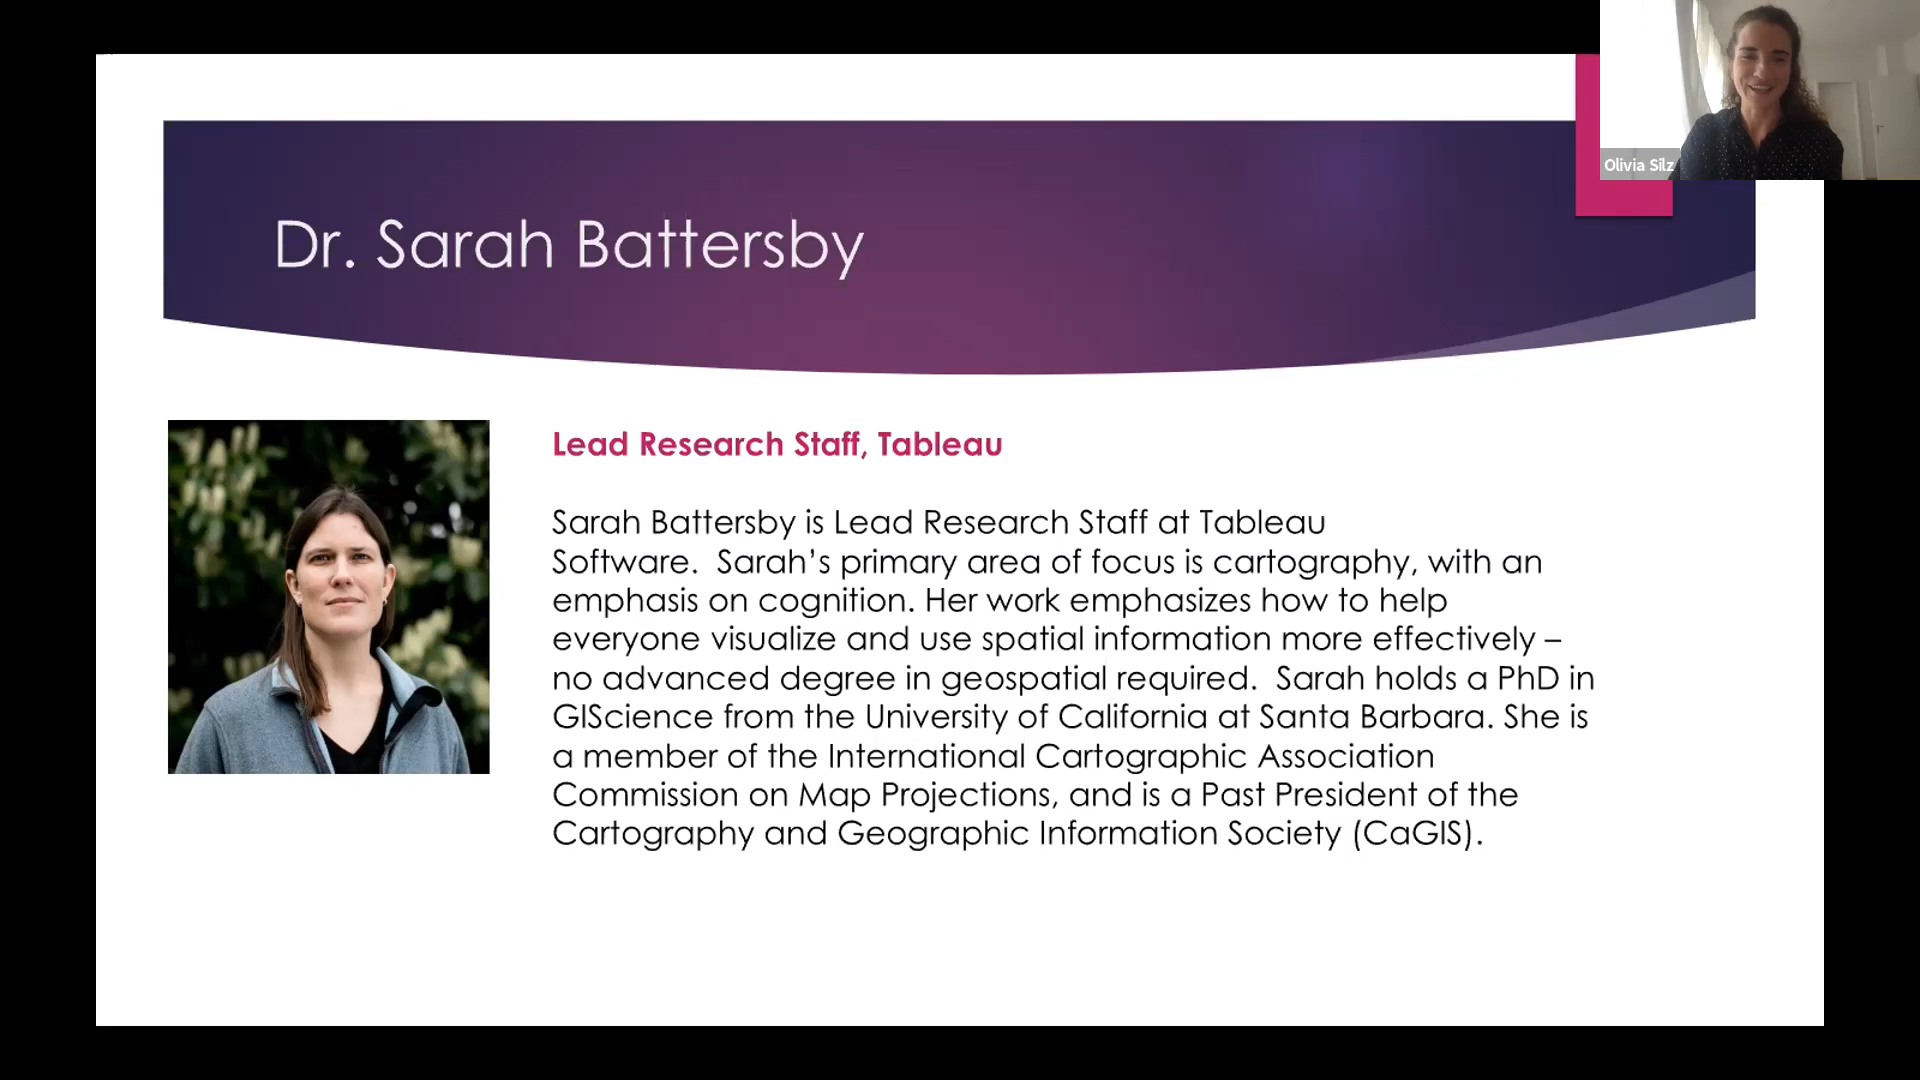 Olivia Silz
Dr. Sarah Battersby
Lead Research Staff, Tableau
Sarah Battersby is Lead Research Staff at Tableau
Software.  Sarah’s primary area of focus is cartography, with an
emphasis on cognition. Her work emphasizes how to help
everyone visualize and use spatial information more effectively –
no advanced degree in geospatial required.  Sarah holds a PhD in
GIScience from the University of California at Santa Barbara. She is
a member of the International Cartographic Association
Commission on Map Projections, and is a Past President of the
Cartography and Geographic Information Society (CaGIS).